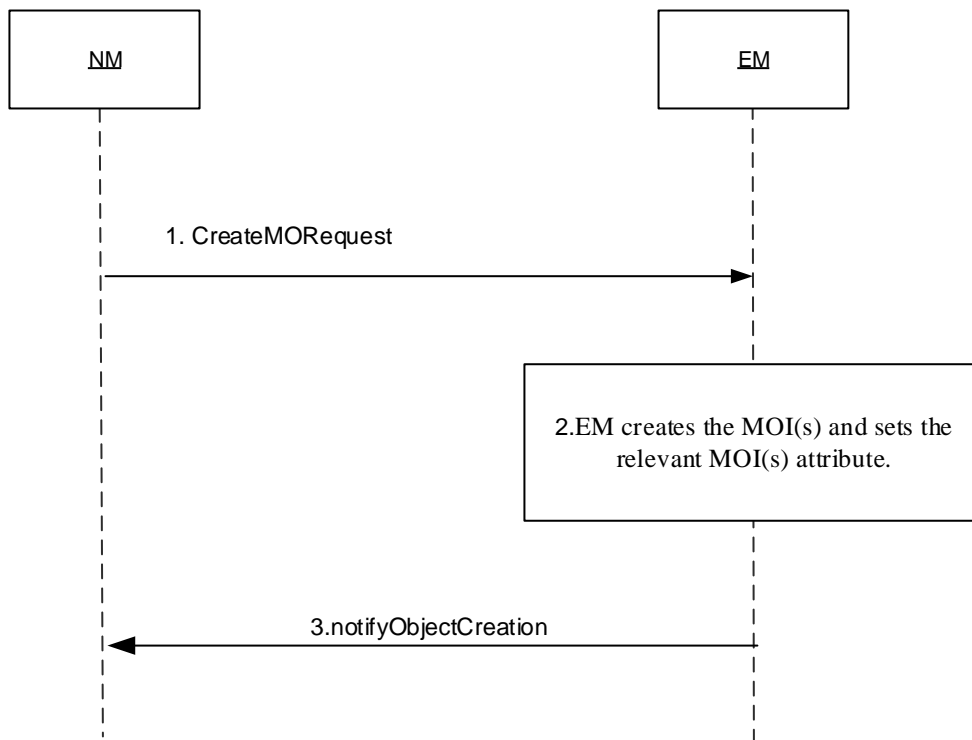 NM
EM
1. CreateMORequest
2.EM creates the MOI(s) and sets the
relevant MOI(s) attribute.
3.notifyObjectCreation